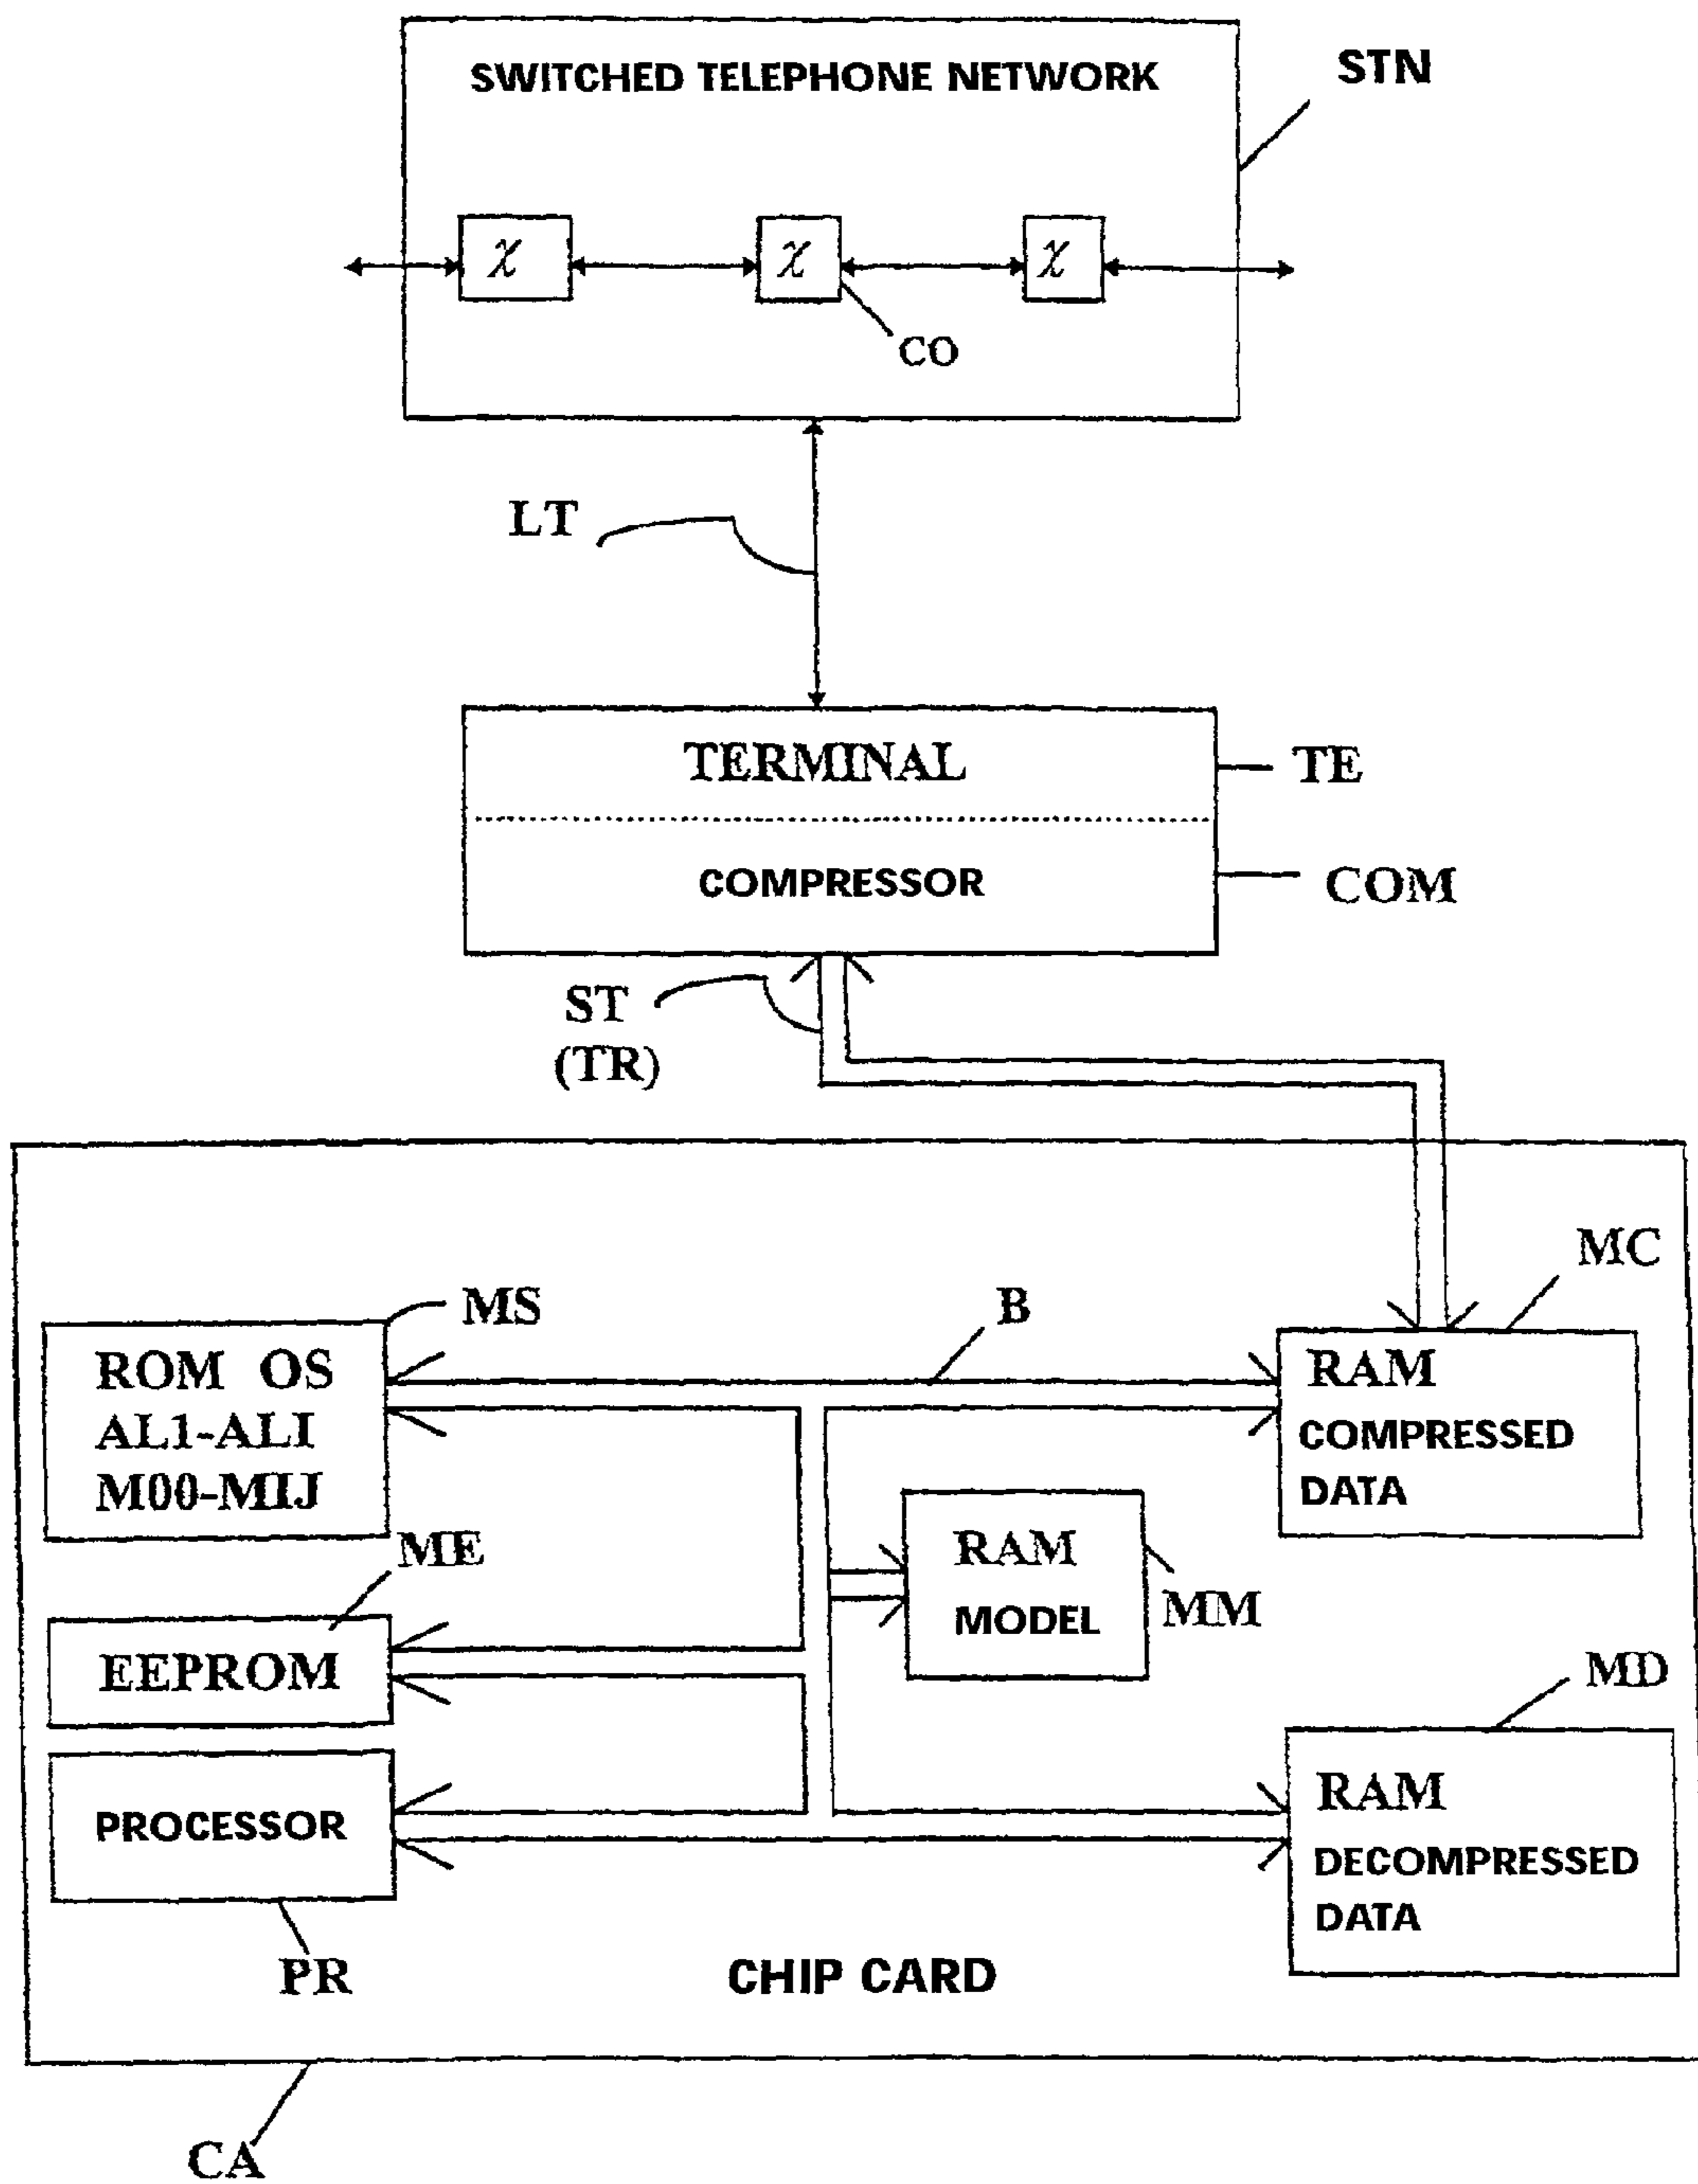 SWITCHED TELEPHONE NETWORK
STN
χ χ χ
CO
LT
TERMINAL
TE
COMPRESSOR
COM
ST
(TR)
MC
MS
B
ROM OS
AL1-ALI
M00-MIJ
RAM
COMPRESSED
DATA
ME
RAM
MODEL
MM
EEPROM
MD
PROCESSOR
RAM
DECOMPRESSED
DATA
PR
CHIP CARD
CA